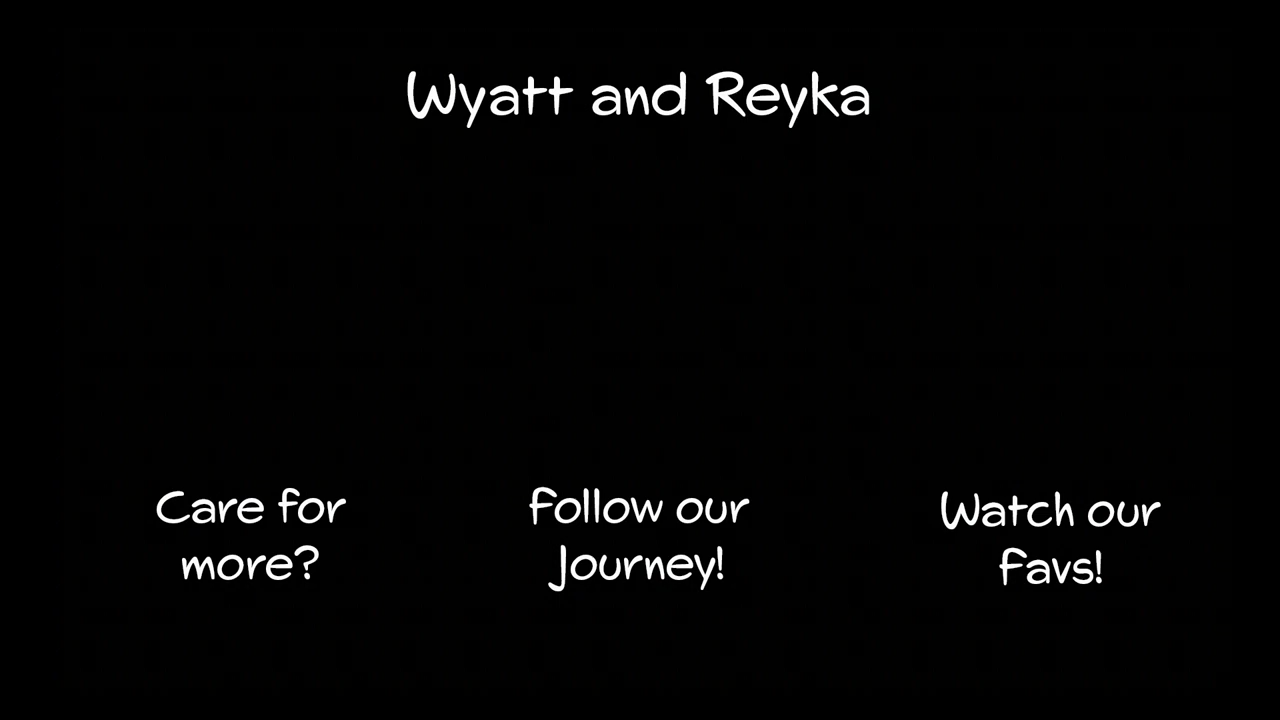 Wyatt and Reyka
Care for
more?
Follow our
Journey!
Watch our
Favs!